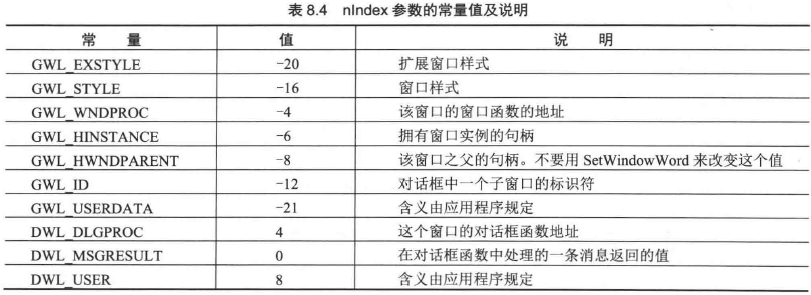 表 8.4 nIndex 参数的常量值及说明
常 量 值 说 明
GWL_EXSTYLE -20 扩展窗口样式
GWL_STYLE -16 窗口样式
GWL_WNDPROC -4 该窗口的窗口函数的地址
GWL_HINSTANCE -6 拥有窗口实例的句柄
GWL_HWNDPARENT -8 该窗口之父的句柄。不要用 SetWindowWord 来改变这个值
GWL_ID -12 对话框中一个子窗口的标识符
GWL_USERDATA -21 含义由应用程序规定
DWL_DLGPROC 4 这个窗口的对话框函数地址
DWL_MSGRESULT 0 在对话框函数中处理的一条消息返回的值
DWL_USER 8 含义由应用程序规定